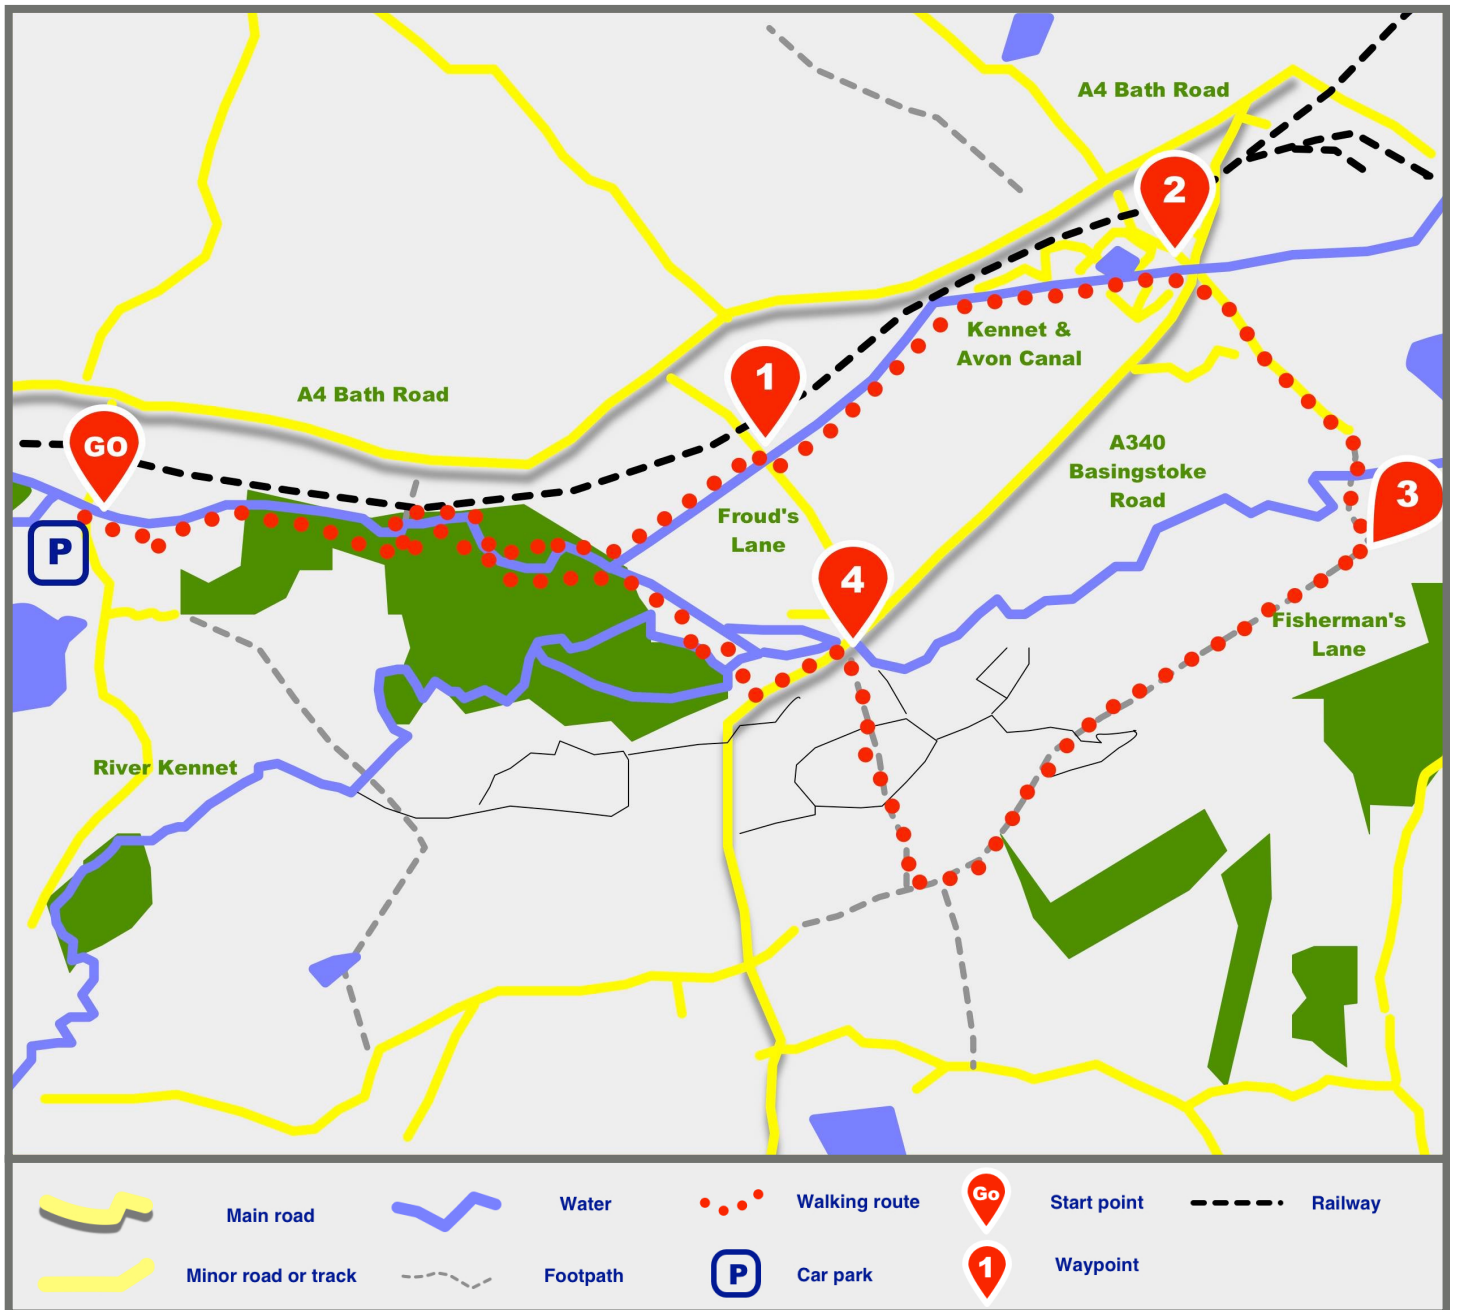 A4 Bath Road
2
1
Kennet &
Avon Canal
A4 Bath Road
GO
A340
Basingstoke
Road
3
P
Froud's
Lane
4
Fisherman's
Lane
River Kennet
Main road
Water
Walking route
Go
Start point
Railway
Minor road or track
Footpath
P
Car park
1
Waypoint